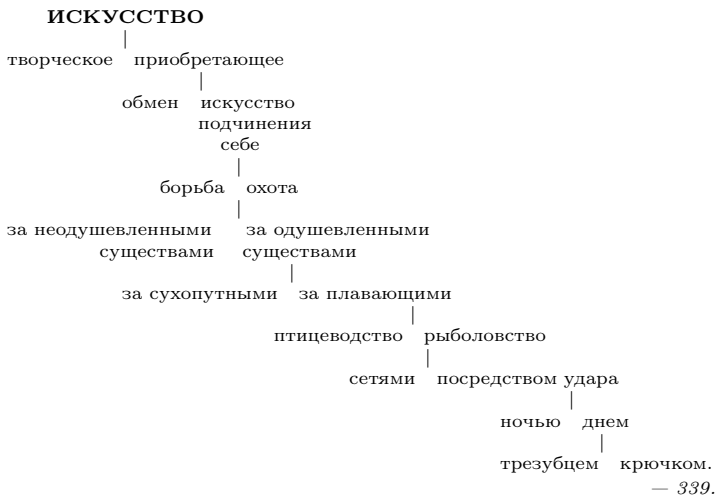 ИСКУССТВО
творческое приобретающее
обмен искусство
подчинения
себе
борьба охота
за неодушевленными за одушевленными
существами существами
за сухопутными за плавающими
птицеводство рыболовство
сетями посредством удара
ночью днем
трезубцем крючком.
— 339.